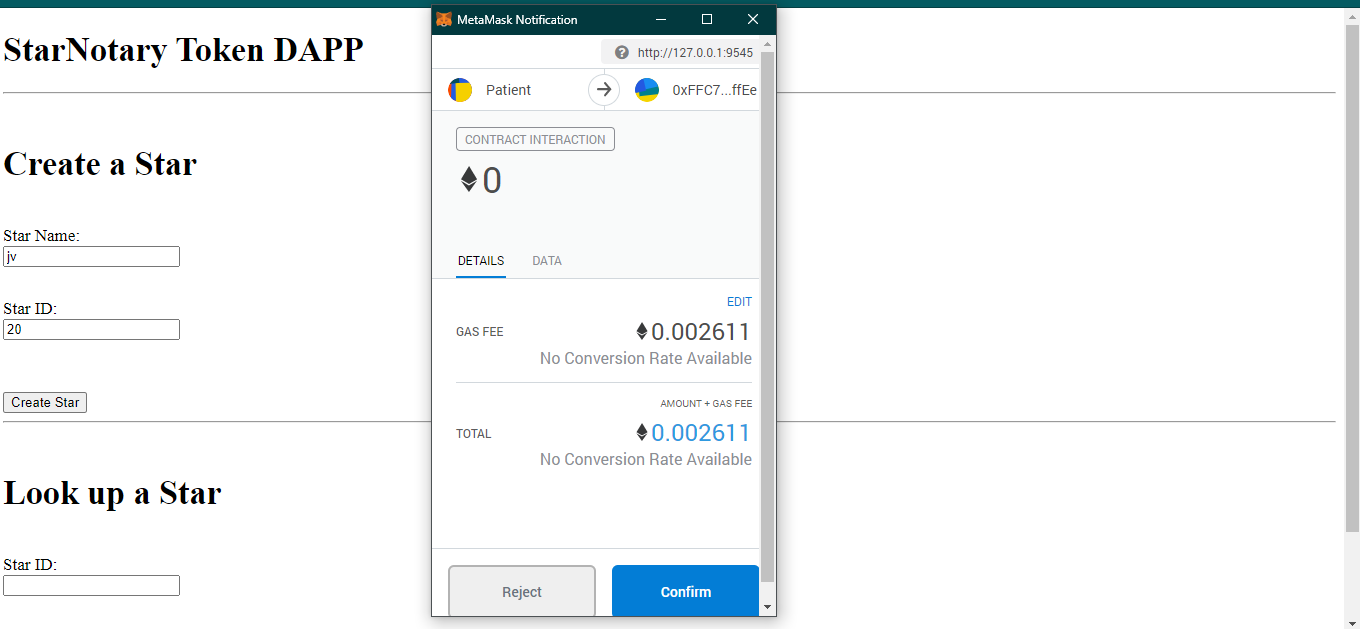 StarNotary Token DAPP
Create a Star
Star Name:
jv
Star ID:
20
Create Star
Look up a Star
Star ID:
MetaMask Notification
http://127.0.0.1:9545
Patient
0xFFC7...ffEe
CONTRACT INTERACTION
0
DETAILS DATA
EDIT
GAS FEE 0.002611
No Conversion Rate Available
AMOUNT + GAS FEE
TOTAL 0.002611
No Conversion Rate Available
Reject Confirm